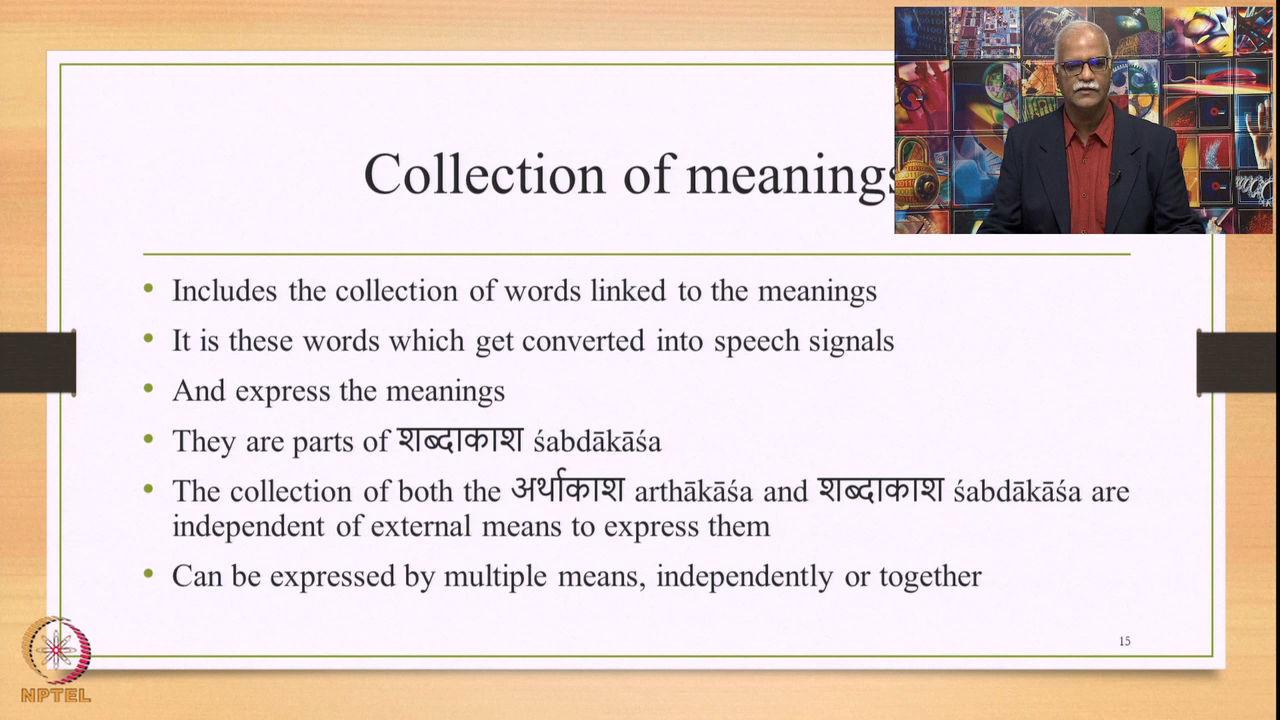 Collection of meanings
• Includes the collection of words linked to the meanings
• It is these words which get converted into speech signals
• And express the meanings
• They are parts of शब्दाकाश śabdākāśa
• The collection of both the अर्थाकाश arthākāśa and शब्दाकाश śabdākāśa are
independent of external means to express them
• Can be expressed by multiple means, independently or together
15
NPTEL